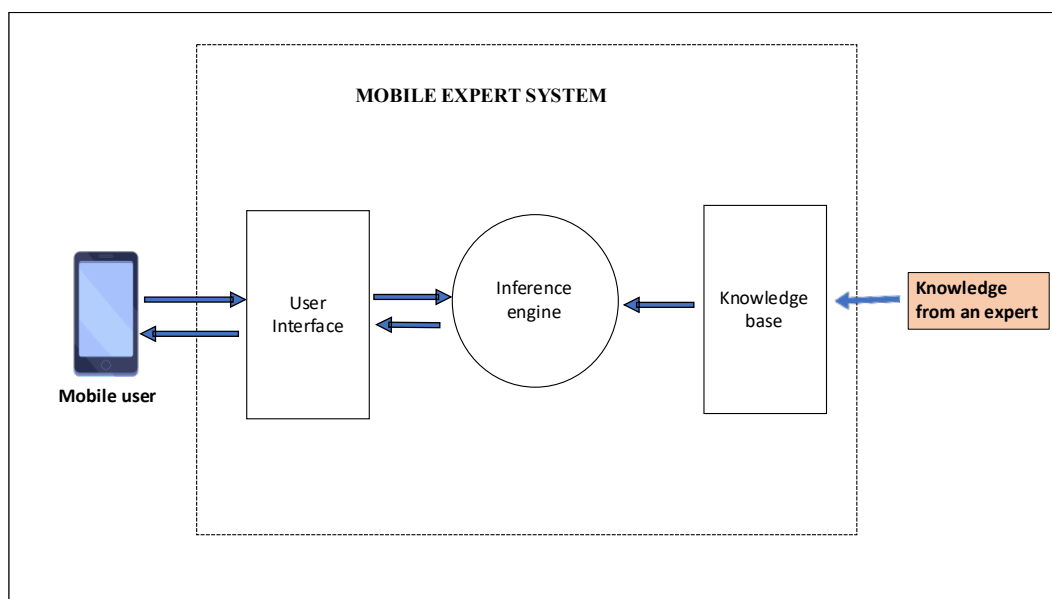 MOBILE EXPERT SYSTEM
Mobile user
User
Interface
Inference
engine
Knowledge
base
Knowledge
from an expert